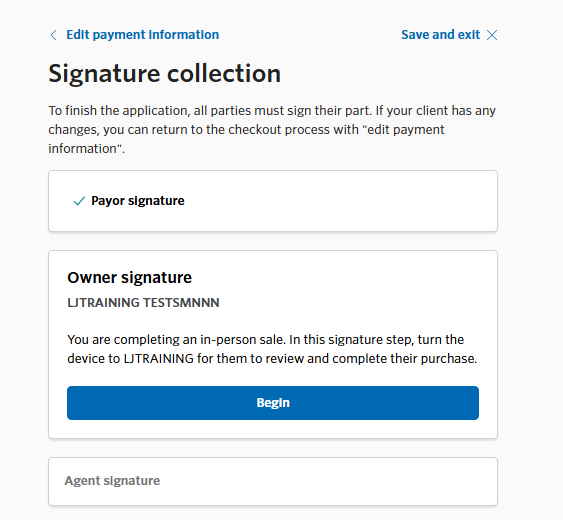 Edit payment information
Save and exit
Signature collection
To finish the application, all parties must sign their part. If your client has any
changes, you can return to the checkout process with "edit payment
information".
Payor signature
Owner signature
LJTRAINING TESTSMNNN
You are completing an in-person sale. In this signature step, turn the
device to LJTRAINING for them to review and complete their purchase.
Begin
Agent signature